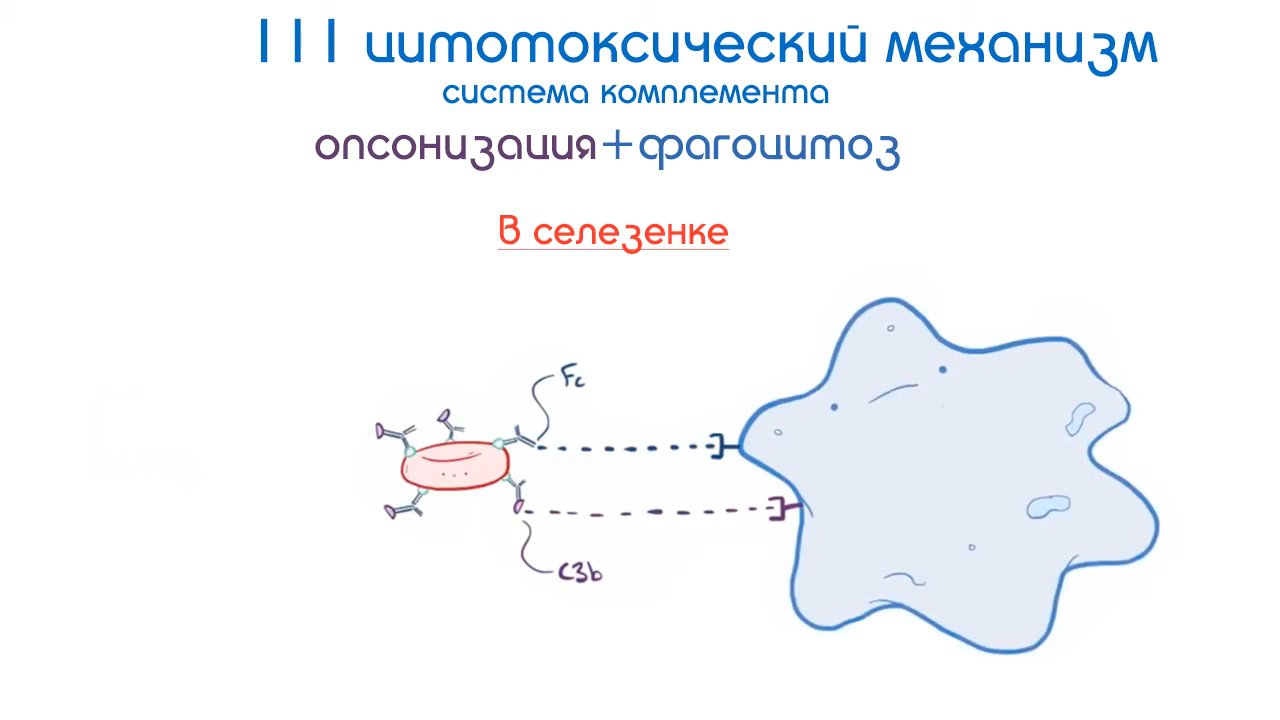 III цитотоксический механизм
система комплемента
опсонизация+фагоцитоз
В селезенке
Fc
C3b